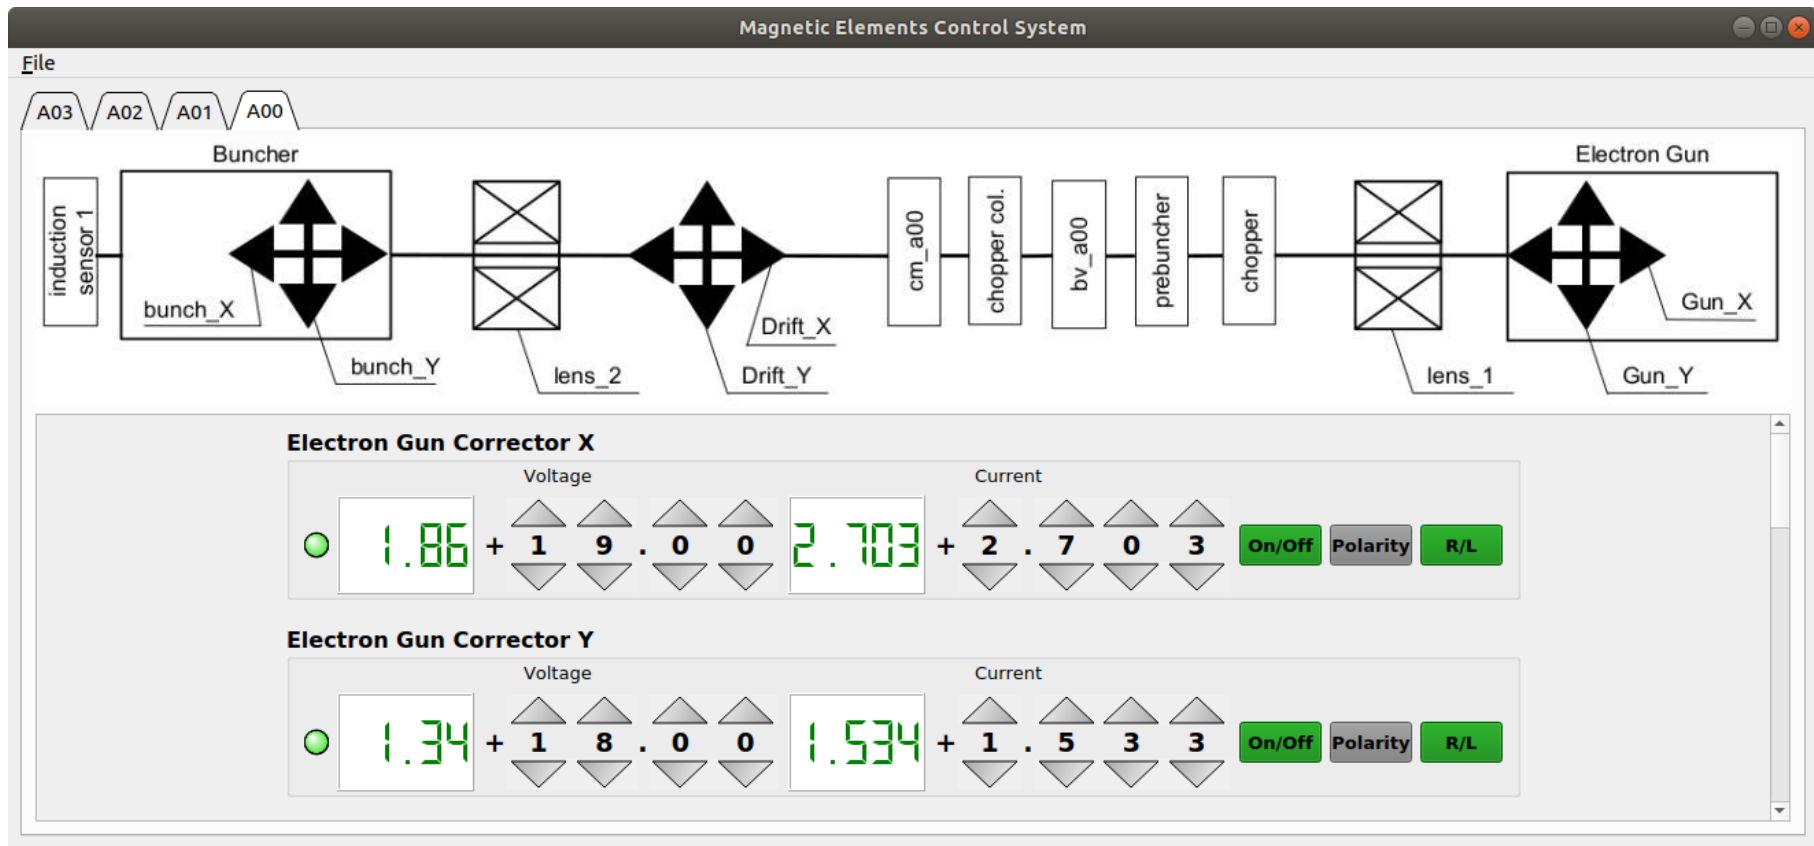 Magnetic Elements Control System
File
A03 A02 A01 A00
Buncher
Electron Gun
induction
sensor 1
bunch_X
bunch_Y
lens_2
Drift_X
Drift_Y
cm_a00
chopper col.
bv_a00
prebuncher
chopper
lens_1
Gun_X
Gun_Y
Electron Gun Corrector X
Voltage Current
1.86 + 1 9 . 0 0 2.703 + 2 . 7 0 3 On/Off Polarity R/L
Electron Gun Corrector Y
Voltage Current
1.34 + 1 8 . 0 0 1.534 + 1 . 5 3 3 On/Off Polarity R/L